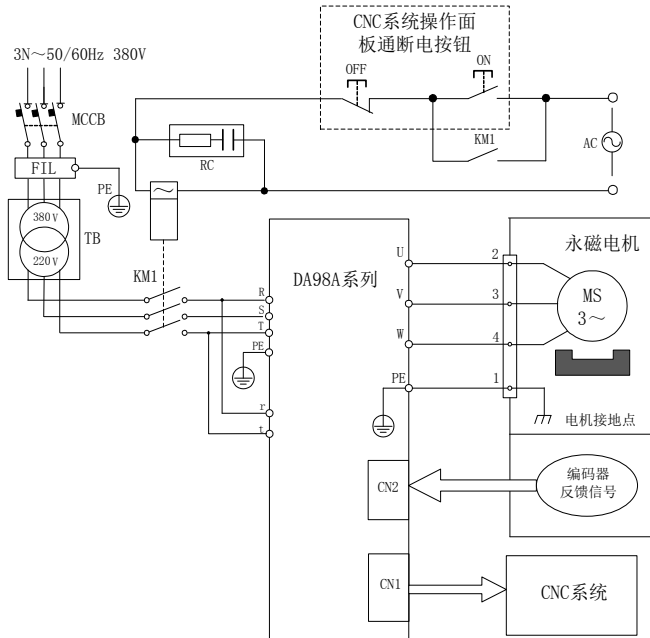 CNC系统操作面
板通断电按钮
3N～50/60Hz 380V
OFF
ON
MCCB
KM1
AC
RC
FIL
PE
～
380V
TB
220V
永磁电机
U
2
DA98A系列
KM1
MS
3～
R
V
3
S
T
W
4
PE
PE
1
r
电机接地点
t
编码器
反馈信号
CN2
CN1
CNC系统